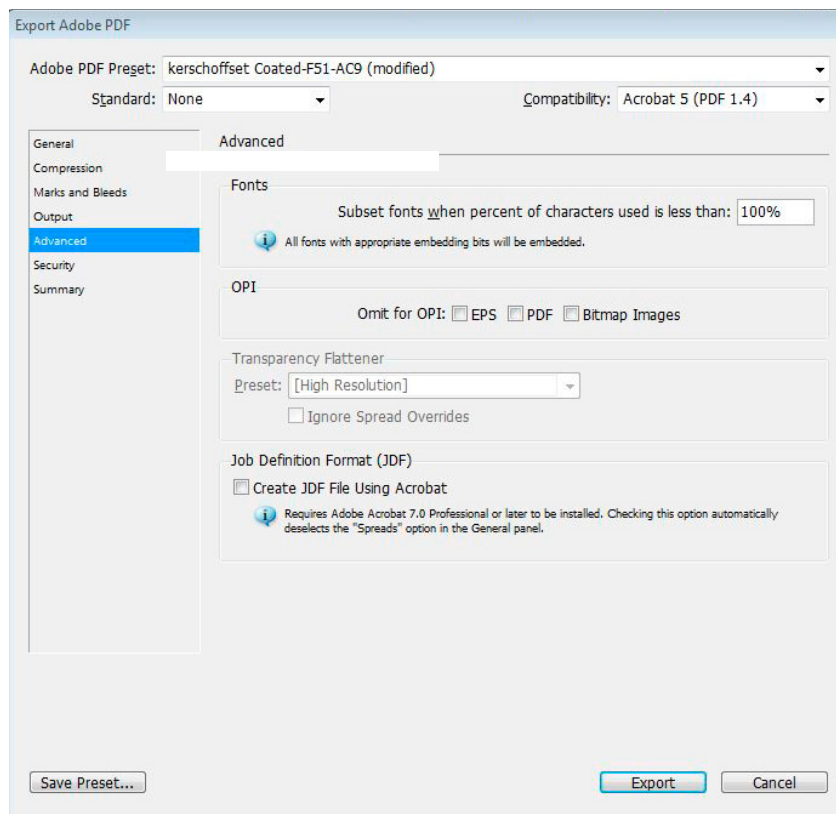 Export Adobe PDF
Adobe PDF Preset: kerschoffset Coated-F51-AC9 (modified)
Standard: None Compatibility: Acrobat 5 (PDF 1.4)
General
Compression
Marks and Bleeds
Output
Advanced
Security
Summary
Advanced
Fonts
Subset fonts when percent of characters used is less than: 100%
All fonts with appropriate embedding bits will be embedded.
OPI
Omit for OPI: EPS PDF Bitmap Images
Transparency Flattener
Preset: [High Resolution]
Ignore Spread Overrides
Job Definition Format (JDF)
Create JDF File Using Acrobat
Requires Adobe Acrobat 7.0 Professional or later to be installed. Checking this option automatically
deselects the "Spreads" option in the General panel.
Save Preset... Export Cancel